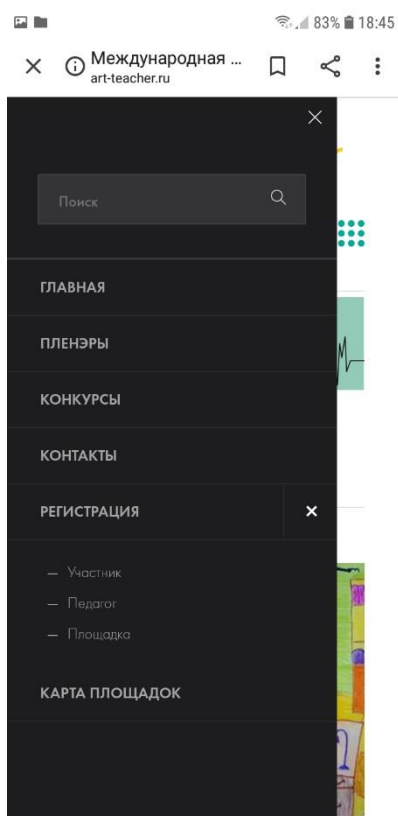 83% 18:45
Международная ...
art-teacher.ru
Поиск
ГЛАВНАЯ
ПЛЕНЭРЫ
КОНКУРСЫ
КОНТАКТЫ
РЕГИСТРАЦИЯ
— Участник
— Педагог
— Площадка
КАРТА ПЛОЩАДОК